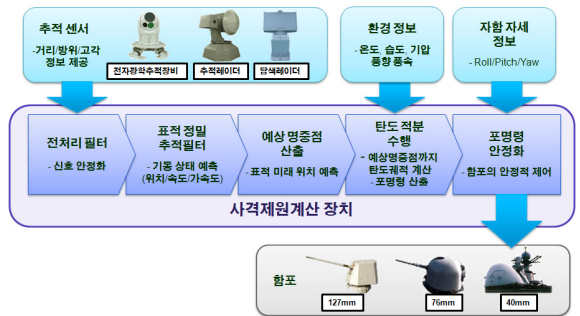 추적 센서
-거리/방위/고각
정보 제공
전자광학추적장비
추적레이더
탐색레이더
환경 정보
- 온도, 습도, 기압
풍향 풍속
자함 자세
정보
- Roll/Pitch/Yaw
전처리 필터
- 신호 안정화
표적 정밀
추적필터
- 기동 상태 예측
(위치/속도/가속도)
예상 명중점
산출
- 표적 미래 위치 예측
탄도 적분
수행
- 예상명중점까지
탄도궤적 계산
- 포명령 산출
포명령
안정화
- 함포의 안정적 제어
사격제원계산 장치
함포
127mm
76mm
40mm